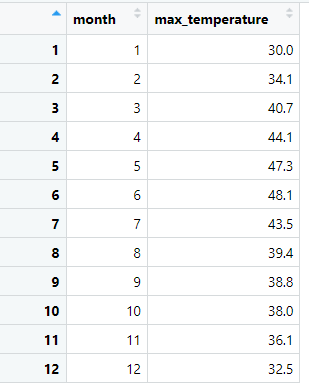 month max_temperature
1 1 30.0
2 2 34.1
3 3 40.7
4 4 44.1
5 5 47.3
6 6 48.1
7 7 43.5
8 8 39.4
9 9 38.8
10 10 38.0
11 11 36.1
12 12 32.5